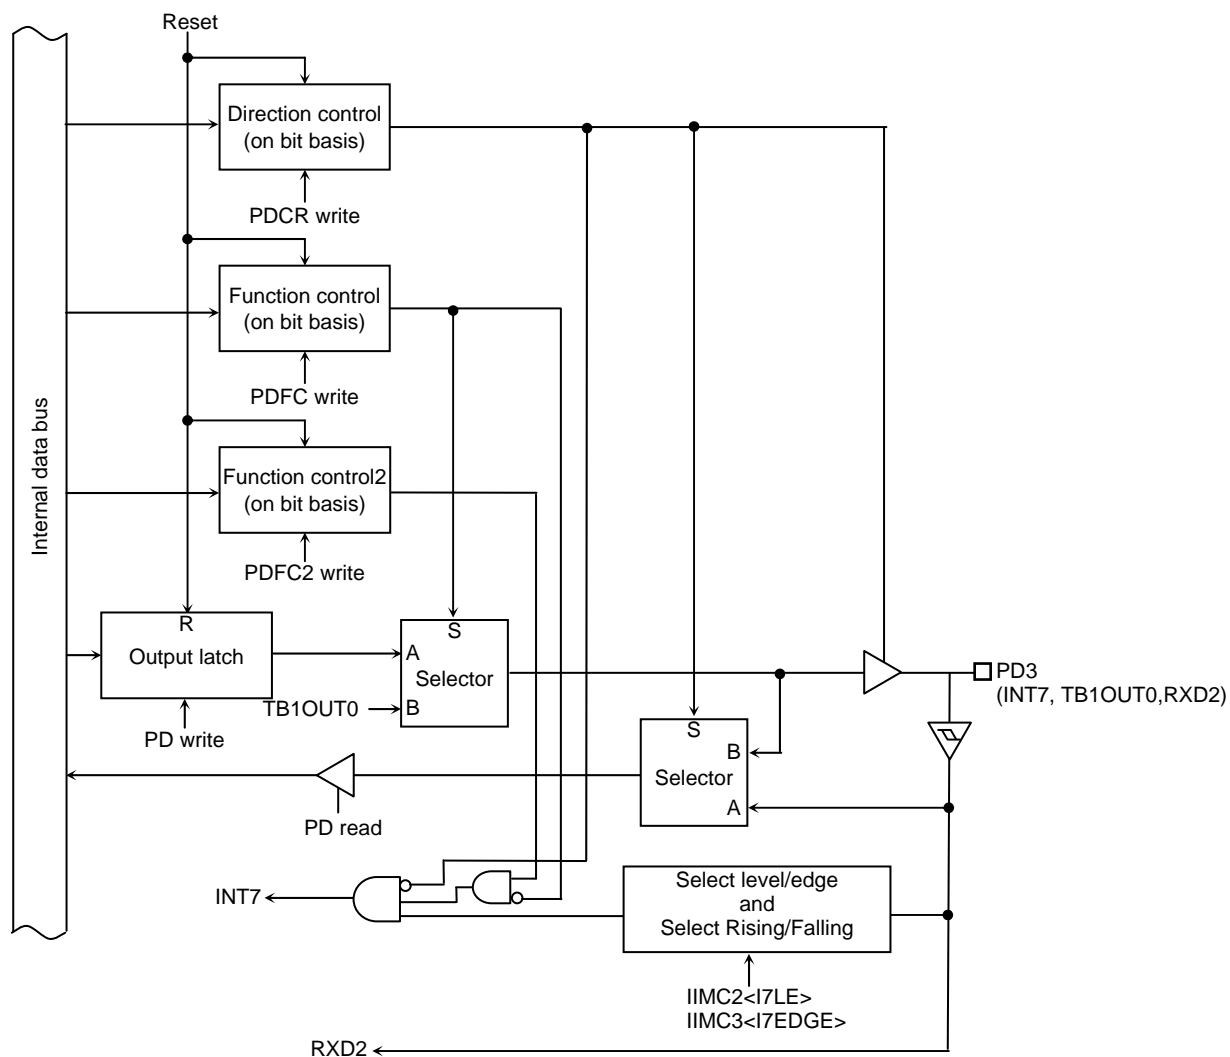 Reset
Direction control
(on bit basis)
PDCR write
Function control
(on bit basis)
PDFC write
Internal data bus
Function control2
(on bit basis)
PDFC2 write
R
Output latch
PD write
S
A
Selector
TB1OUT0
B
PD3
(INT7, TB1OUT0,RXD2)
S
B
Selector
A
PD read
INT7
Select level/edge
and
Select Rising/Falling
IIMC2<I7LE>
IIMC3<I7EDGE>
RXD2